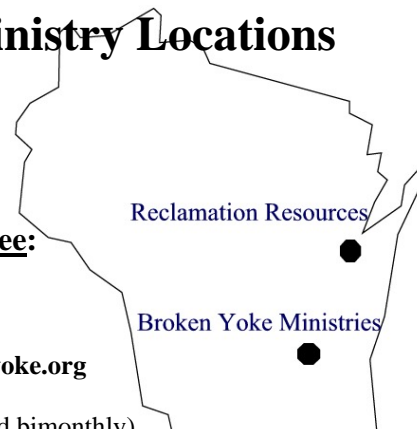 inistry Locations
Reclamation Resources
ee:
Broken Yoke Ministries
oke.org
d bimonthly)